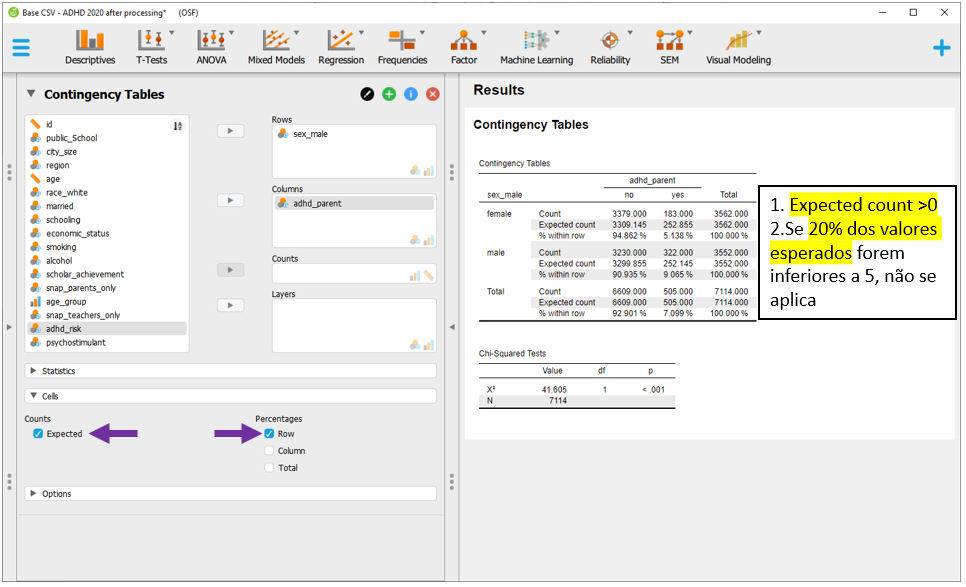 Base CSV - ADHD 2020 after processing* (OSF)
Descriptives T-Tests ANOVA Mixed Models Regression Frequencies Factor Machine Learning Reliability SEM Visual Modeling
Contingency Tables
id
public_School
city_size
region
age
race_white
married
schooling
economic_status
smoking
alcohol
scholar_achievement
snap_parents_only
age_group
snap_teachers_only
adhd_risk
psychostimulant
Rows
sex_male
Columns
adhd_parent
Counts
Layers
Statistics
Cells
Counts
Expected
Percentages
Row
Column
Total
Options
Results
Contingency Tables
Contingency Tables
adhd_parent
sex_male no yes Total
female Count 3379.000 183.000 3562.000
Expected count 3309.145 252.855 3562.000
% within row 94.862 % 5.138 % 100.000 %
male Count 3230.000 322.000 3552.000
Expected count 3299.855 252.145 3552.000
% within row 90.935 % 9.065 % 100.000 %
Total Count 6609.000 505.000 7114.000
Expected count 6609.000 505.000 7114.000
% within row 92.901 % 7.099 % 100.000 %
Chi-Squared Tests
Value df p
Χ² 41.605 1 < .001
N 7114
1. Expected count >0
2.Se 20% dos valores
esperados forem
inferiores a 5, não se
aplica